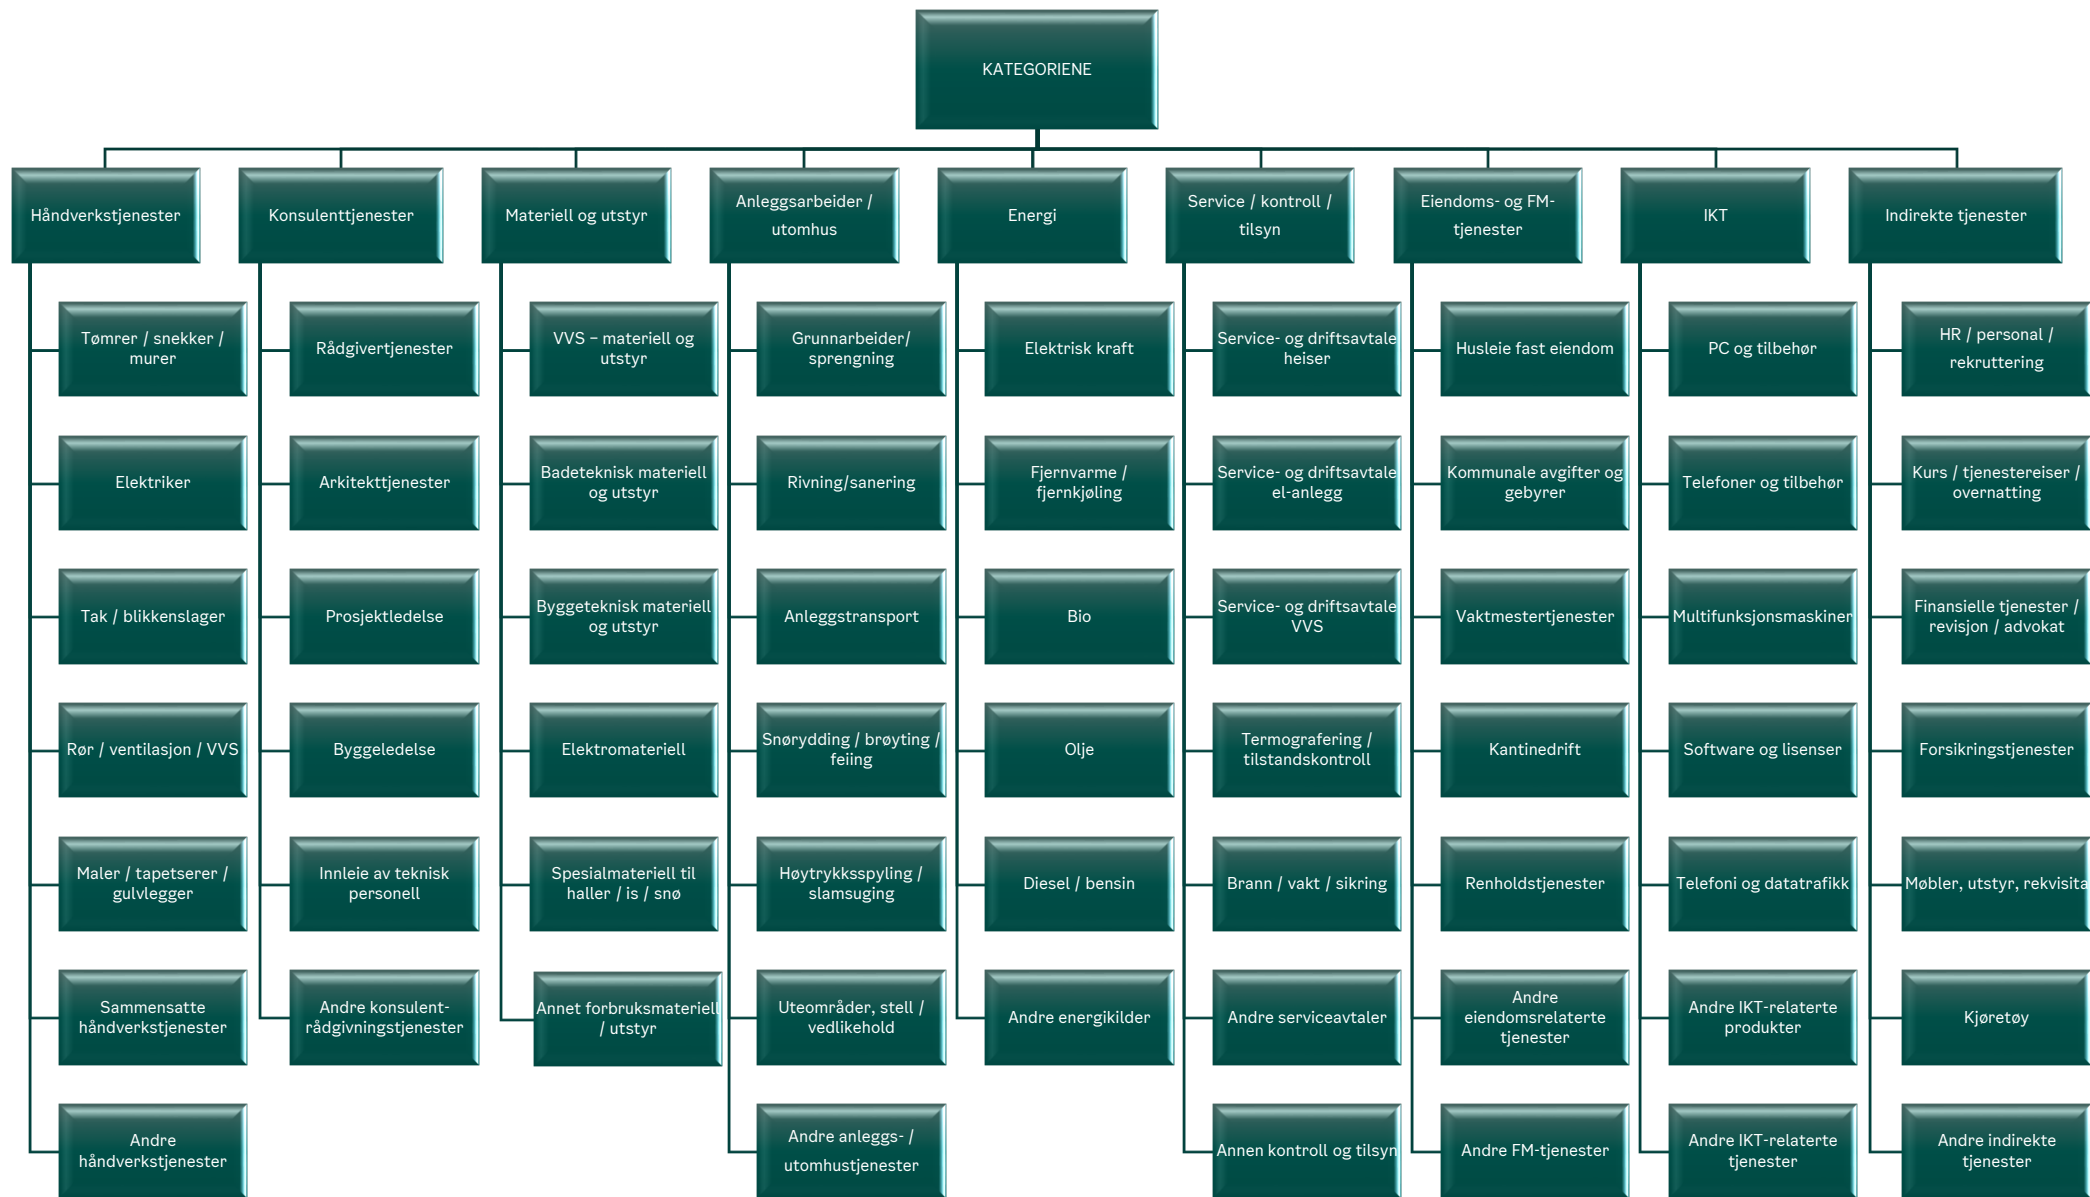 KATEGORIENE
Håndverkstjenester
Tømrer / snekker /
murer
Elektriker
Tak / blikkenslager
Rør / ventilasjon / VVS
Maler / tapetserer /
gulvlegger
Sammensatte
håndverkstjenester
Andre
håndverkstjenester
Konsulenttjenester
Rådgivertjenester
Arkitekttjenester
Prosjektledelse
Byggeledelse
Innleie av teknisk
personell
Andre konsulent-
rådgivningstjenester
Materiell og utstyr
VVS – materiell og
utstyr
Badeteknisk materiell
og utstyr
Byggeteknisk materiell
og utstyr
Elektromateriell
Spesialmateriell til
haller / is / snø
Annet forbruksmateriell
/ utstyr
Anleggsarbeider /
utomhus
Grunnarbeider/
sprengning
Rivning/sanering
Anleggstransport
Snørydding / brøyting /
feiing
Høytrykksspyling /
slamsuging
Uteområder, stell /
vedlikehold
Andre anleggs- /
utomhustjenester
Energi
Elektrisk kraft
Fjernvarme /
fjernkjøling
Bio
Olje
Diesel / bensin
Andre energikilder
Service / kontroll /
tilsyn
Service- og driftsavtale
heiser
Service- og driftsavtale
el-anlegg
Service- og driftsavtale
VVS
Termografering /
tilstandskontroll
Brann / vakt / sikring
Andre serviceavtaler
Annen kontroll og tilsyn
Eiendoms- og FM-
tjenester
Husleie fast eiendom
Kommunale avgifter og
gebyrer
Vaktmestertjenester
Kantinedrift
Renholdstjenester
Andre
eiendomsrelaterte
tjenester
Andre FM-tjenester
IKT
PC og tilbehør
Telefoner og tilbehør
Multifunksjonsmaskiner
Software og lisenser
Telefoni og datatrafikk
Andre IKT-relaterte
produkter
Andre IKT-relaterte
tjenester
Indirekte tjenester
HR / personal /
rekruttering
Kurs / tjenestereiser /
overnatting
Finansielle tjenester /
revisjon / advokat
Forsikringstjenester
Møbler, utstyr, rekvisita
Kjøretøy
Andre indirekte
tjenester